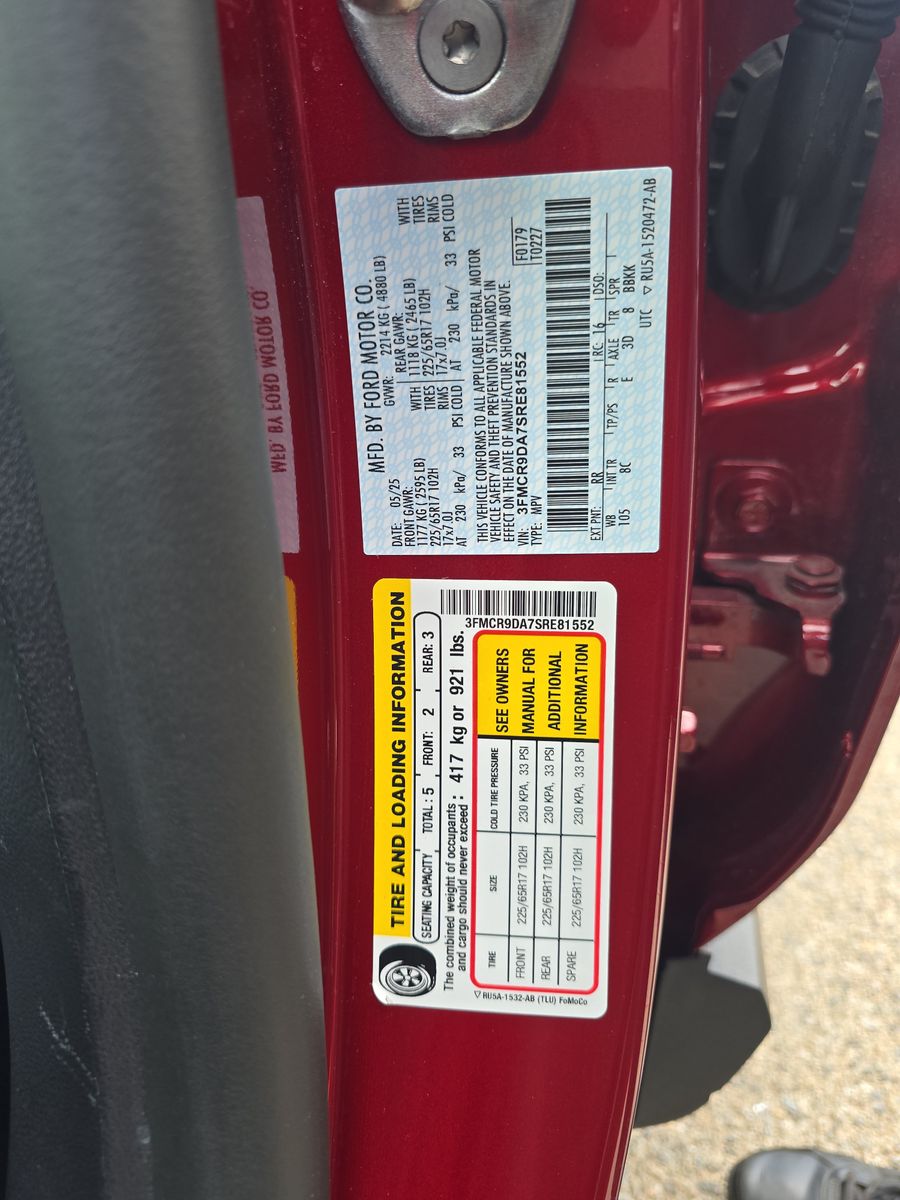 MFD. BY FORD MOTOR CO.
DATE: 05/25 GVWR: 2214 KG ( 4880 LB)
FRONT GAWR: REAR GAWR:
1177 KG ( 2595 LB) WITH 1118 KG ( 2465 LB) WITH
225/65R17 102H TIRES 225/65R17 102H TIRES
17x7.0J RIMS 17x7.0J RIMS
AT 230 kPa/ 33 PSI COLD AT 230 kPa/ 33 PSI COLD
THIS VEHICLE CONFORMS TO ALL APPLICABLE FEDERAL MOTOR
VEHICLE SAFETY AND THEFT PREVENTION STANDARDS IN
EFFECT ON THE DATE OF MANUFACTURE SHOWN ABOVE.
VIN: 3FMCR9DA7SRE81552 F0179
TYPE: MPV T0227
EXT PNT: RR RC: 16 DSO:
WB INT TR TP/PS R AXLE TR SPR
105 8C E 3D 8 BBKK
UTC ▽ RU5A-1520472-AB
TIRE AND LOADING INFORMATION
SEATING CAPACITY TOTAL : 5 FRONT: 2 REAR: 3
The combined weight of occupants
and cargo should never exceed : 417 kg or 921 lbs.
3FMCR9DA7SRE81552
TIRE SIZE COLD TIRE PRESSURE
FRONT 225/65R17 102H 230 KPA, 33 PSI
REAR 225/65R17 102H 230 KPA, 33 PSI
SPARE 225/65R17 102H 230 KPA, 33 PSI
SEE OWNERS
MANUAL FOR
ADDITIONAL
INFORMATION
▽ RU5A-1532-AB (TLU) FoMoCo
MFD. BY FORD MOTOR CO.